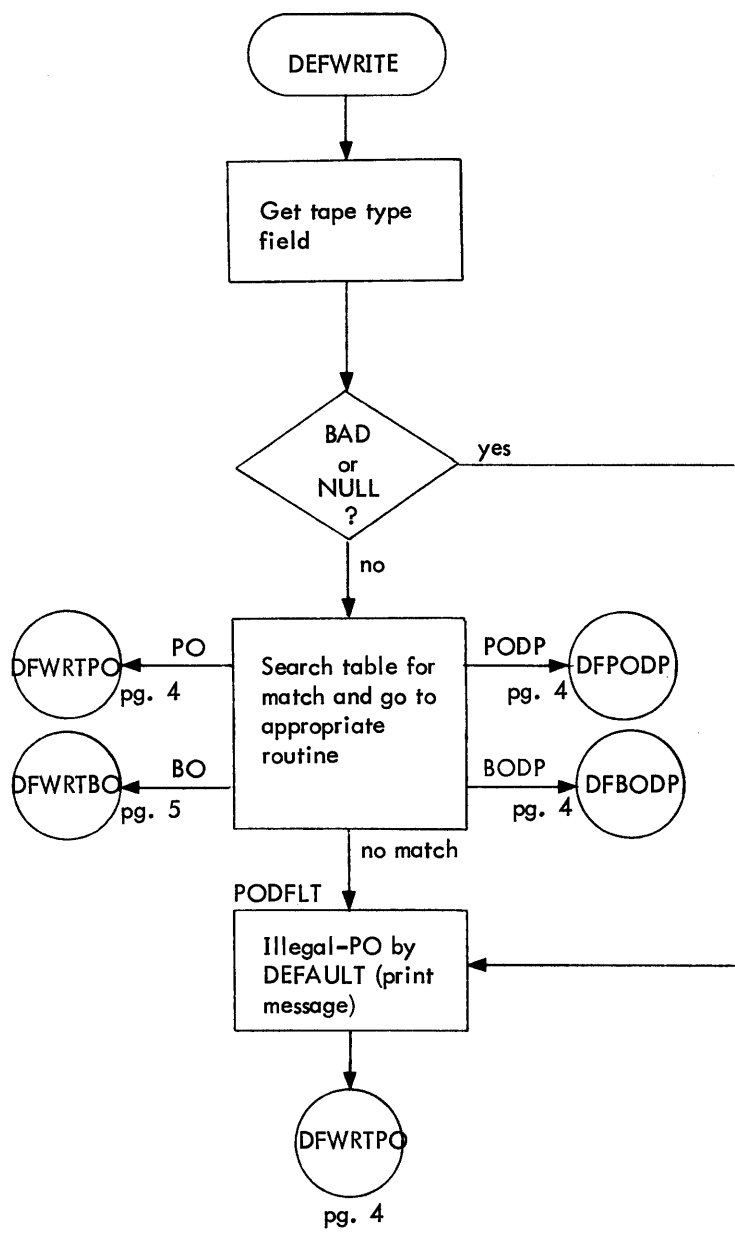 DEFWRITE
Get tape type
field
BAD
or
NULL
?
yes
no
DFWRTPO
PO
pg. 4
Search table for
match and go to
appropriate
routine
PODP
pg. 4
DFPODP
DFWRTBO
BO
pg. 5
BODP
pg. 4
DFBODP
no match
PODFLT
Illegal-PO by
DEFAULT (print
message)
DFWRTPO
pg. 4